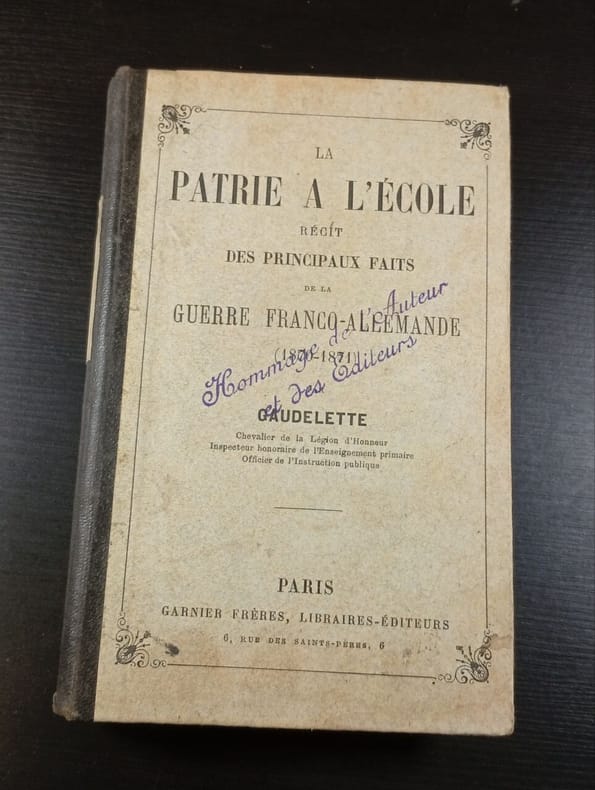 LA
PATRIE A L'ÉCOLE
RÉCIT
DES PRINCIPAUX FAITS
DE LA
GUERRE FRANCO-ALLEMANDE
(1870-1871)
Hommage de l'Auteur
et des Éditeurs
GAUDELETTE
Chevalier de la Légion d'Honneur
Inspecteur honoraire de l'Enseignement primaire
Officier de l'Instruction publique
PARIS
GARNIER FRÈRES, LIBRAIRES-ÉDITEURS
6, RUE DES SAINTS-PÈRES, 6